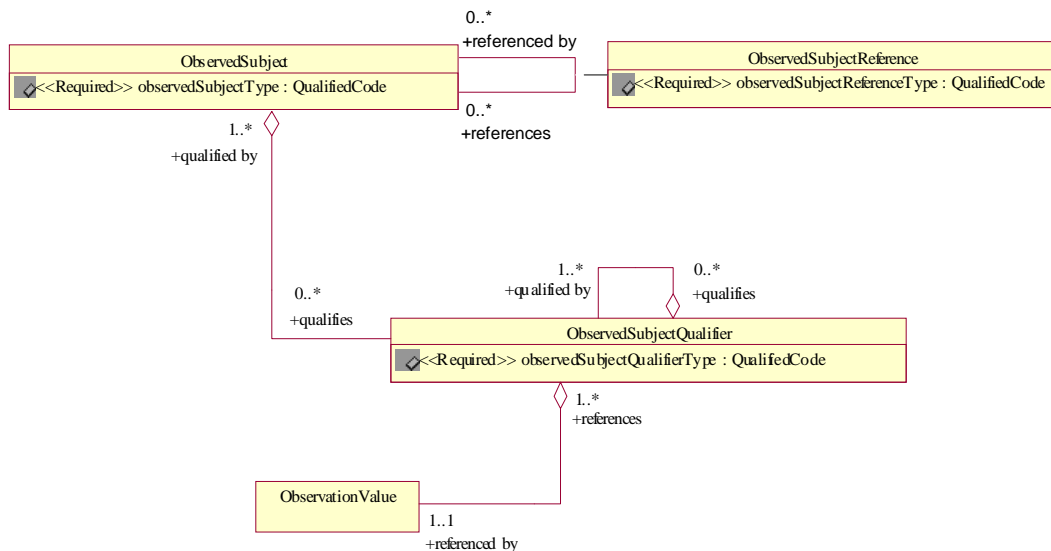 0..*
+referenced by
ObservedSubject
<<Required>> observedSubjectType : QualifiedCode
ObservedSubjectReference
<<Required>> observedSubjectReferenceType : QualifiedCode
0..*
+references
1..*
+qualified by
0..*
+qualifies
1..*
+qualified by
0..*
+qualifies
ObservedSubjectQualifier
<<Required>> observedSubjectQualifierType : QualifiedCode
1..*
+references
ObservationValue
1..1
+referenced by